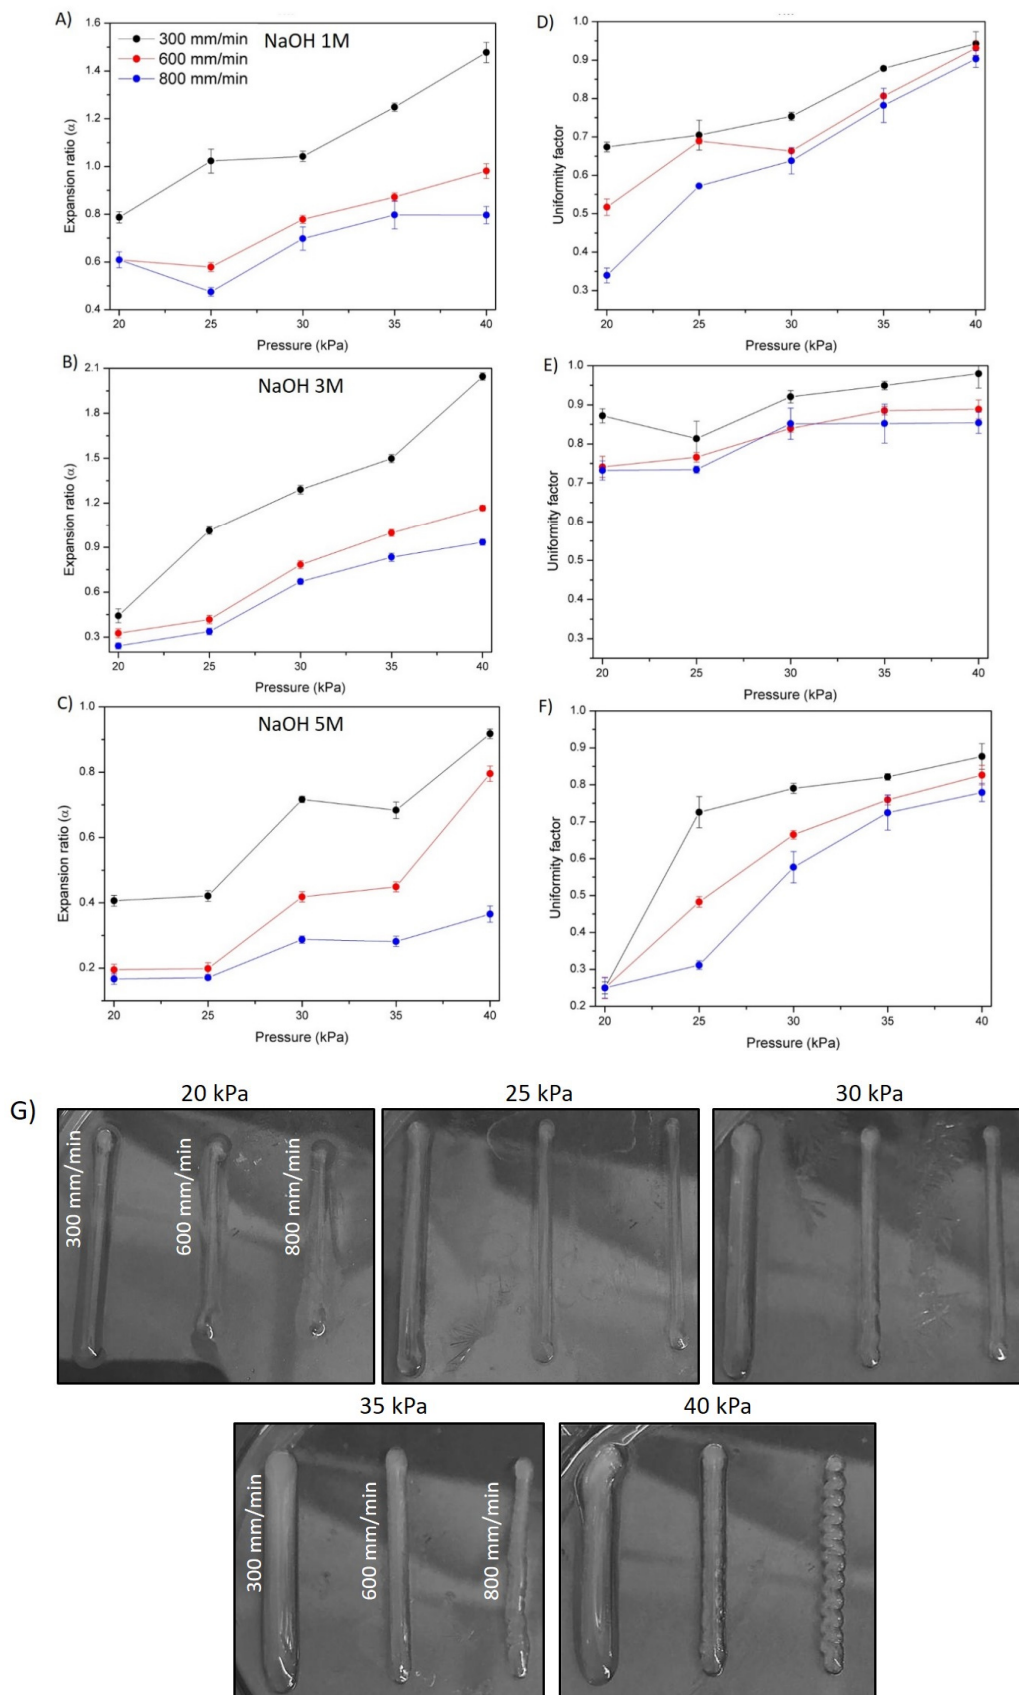 A)
NaOH 1M
300 mm/min
600 mm/min
800 mm/min
Expansion ratio (α)
1.6
1.4
1.2
1.0
0.8
0.6
0.4
20 25 30 35 40
Pressure (kPa)
D)
Uniformity factor
1.0
0.9
0.8
0.7
0.6
0.5
0.4
0.3
20 25 30 35 40
Pressure (kPa)
B)
NaOH 3M
Expansion ratio (α)
2.1
1.8
1.5
1.2
0.9
0.6
0.3
20 25 30 35 40
Pressure (kPa)
E)
Uniformity factor
1.0
0.9
0.8
0.7
0.6
0.5
0.4
0.3
20 25 30 35 40
Pressure (kPa)
C)
NaOH 5M
Expansion ratio (α)
1.0
0.8
0.6
0.4
0.2
20 25 30 35 40
Pressure (kPa)
F)
Uniformity factor
1.0
0.9
0.8
0.7
0.6
0.5
0.4
0.3
0.2
20 25 30 35 40
Pressure (kPa)
G)
20 kPa
25 kPa
30 kPa
300 mm/min
600 mm/min
800 mm/min
35 kPa
40 kPa
300 mm/min
600 mm/min
800 mm/min